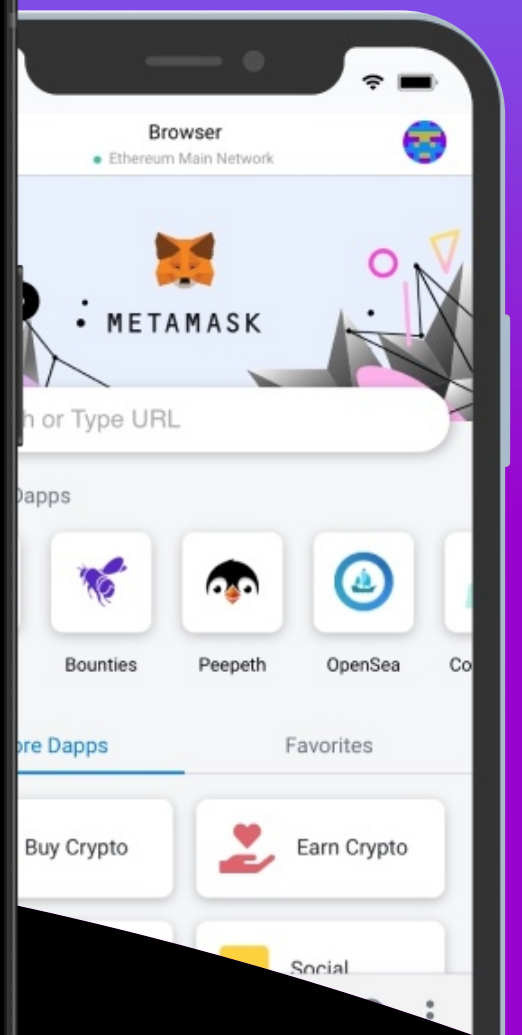 Browser
Ethereum Main Network
METAMASK
or Type URL
Bounties
Peepeth
OpenSea
Dapps
Favorites
Buy Crypto
Earn Crypto
Social